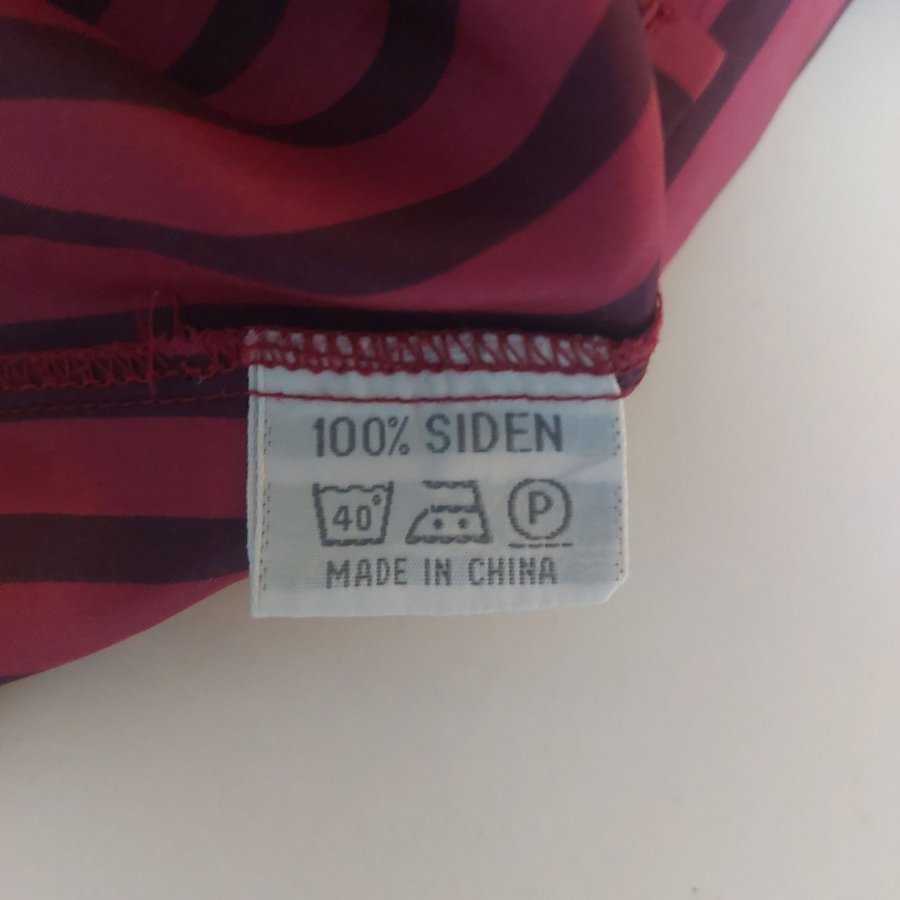 100% SIDEN
40° P
MADE IN CHINA